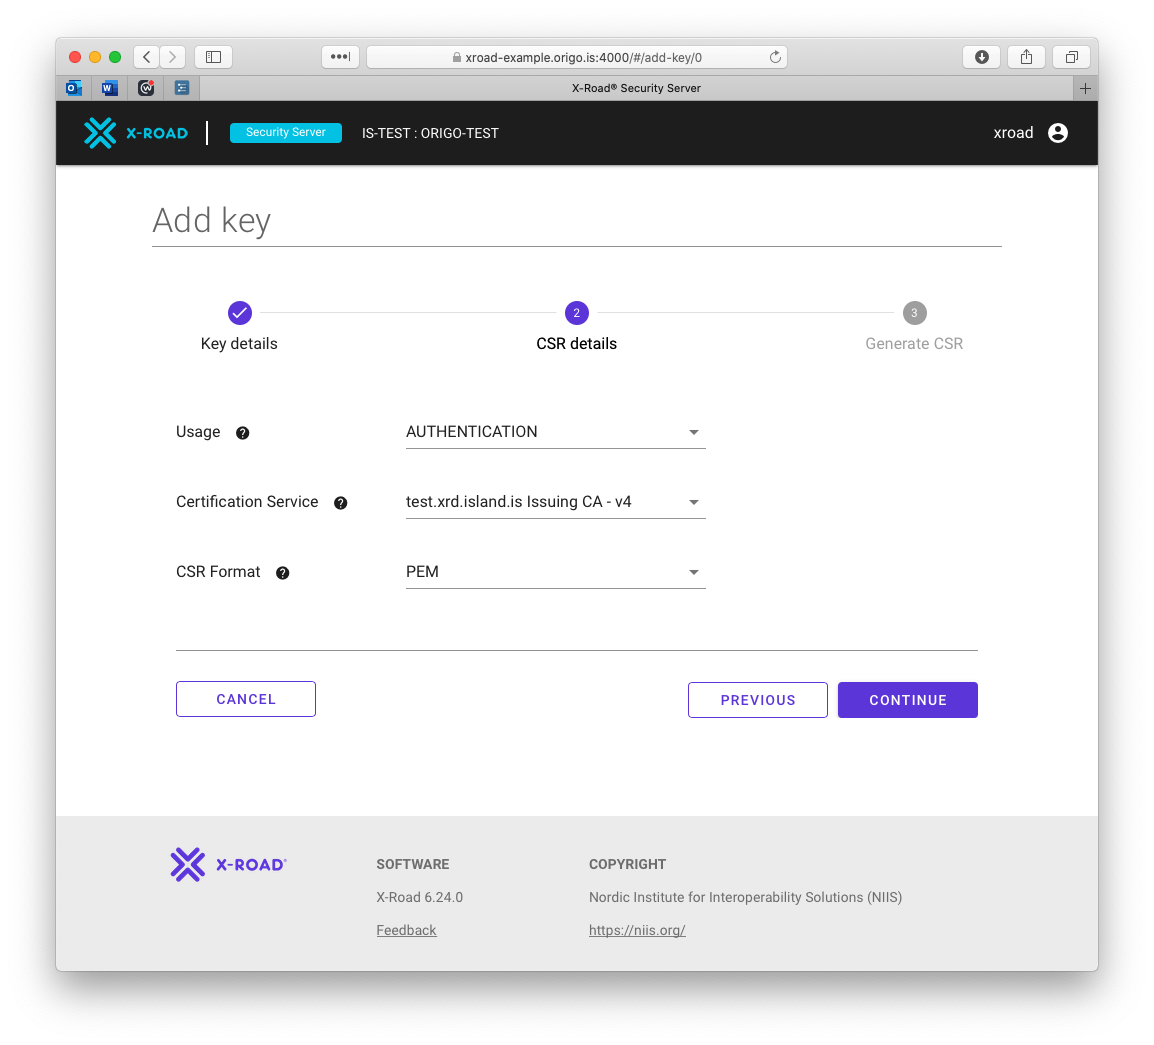 xroad-example.origo.is:4000/#/add-key/0
X-Road® Security Server
X-ROAD
Security Server
IS-TEST : ORIGO-TEST
xroad
Add key
2
3
Key details
CSR details
Generate CSR
Usage ?
AUTHENTICATION
Certification Service ?
test.xrd.island.is Issuing CA - v4
CSR Format ?
PEM
CANCEL
PREVIOUS
CONTINUE
X-ROAD®
SOFTWARE
COPYRIGHT
X-Road 6.24.0
Nordic Institute for Interoperability Solutions (NIIS)
Feedback
https://niis.org/